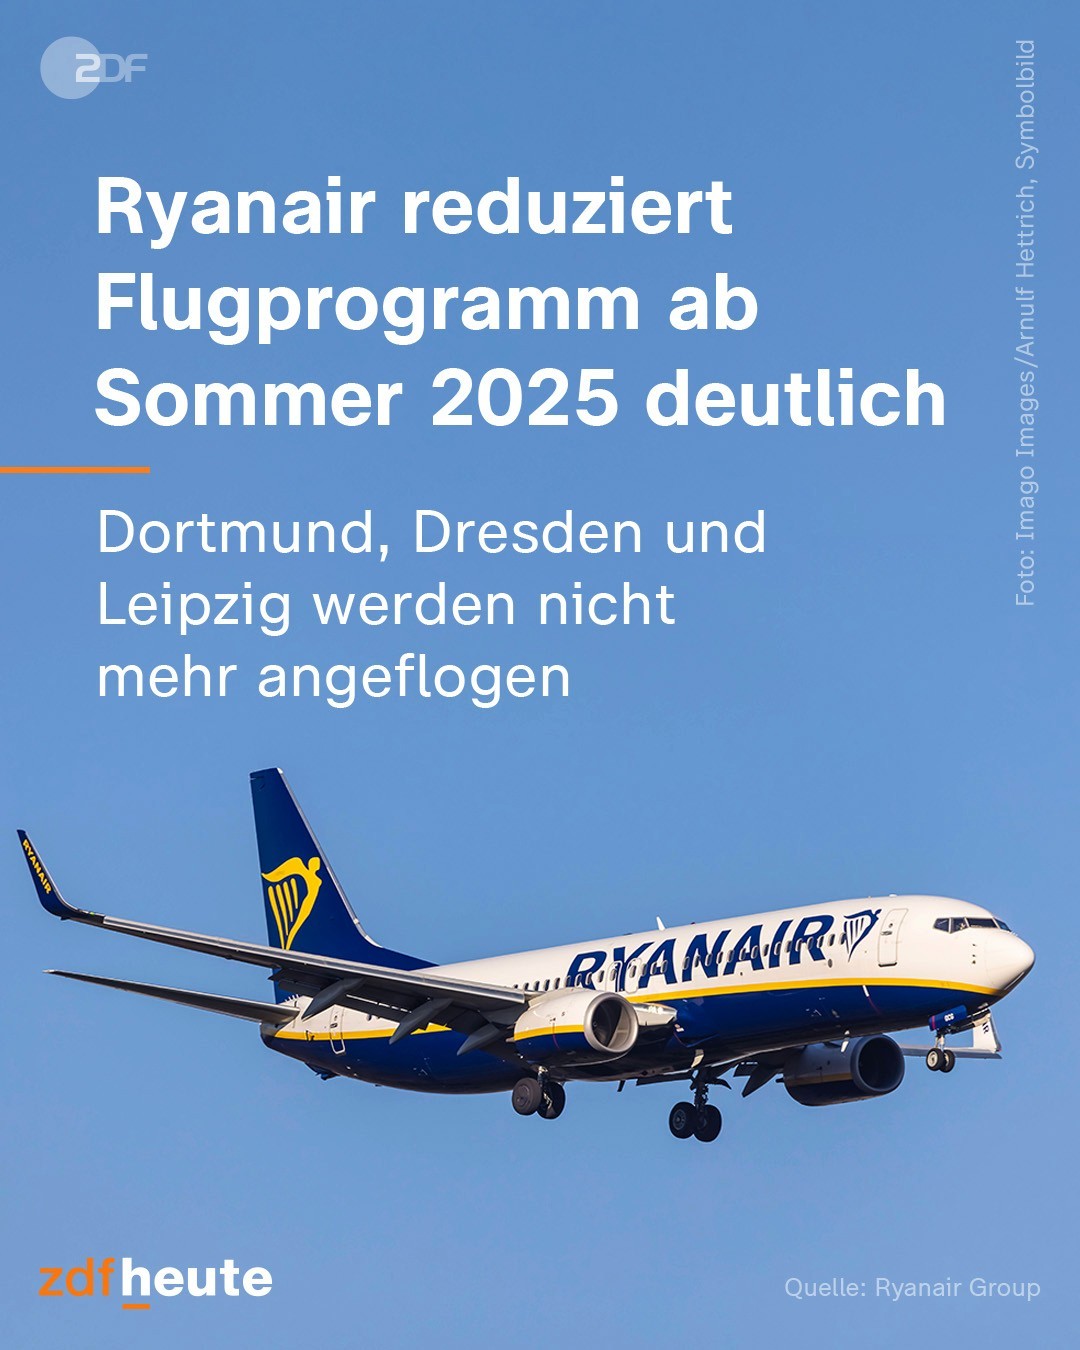 ZDF
Foto: Imago Images/Arnulf Hettrich, Symbolbild
Ryanair reduziert
Flugprogramm ab
Sommer 2025 deutlich
Dortmund, Dresden und
Leipzig werden nicht
mehr angeflogen
RYANAIR
RYANAIR
zdfheute
Quelle: Ryanair Group